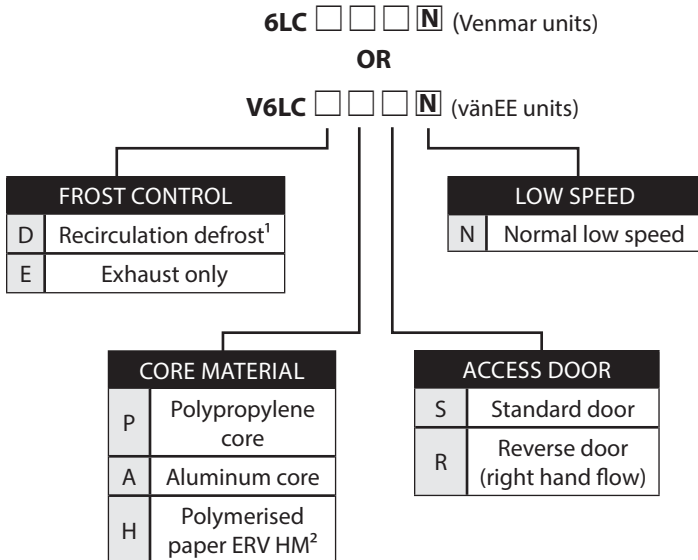 6LC N (Venmar units)
OR
V6LC N (vänEE units)
FROST CONTROL
D Recirculation defrost¹
E Exhaust only
LOW SPEED
N Normal low speed
CORE MATERIAL
P Polypropylene
core
A Aluminum core
H Polymerised
paper ERV HM²
ACCESS DOOR
S Standard door
R Reverse door
(right hand flow)